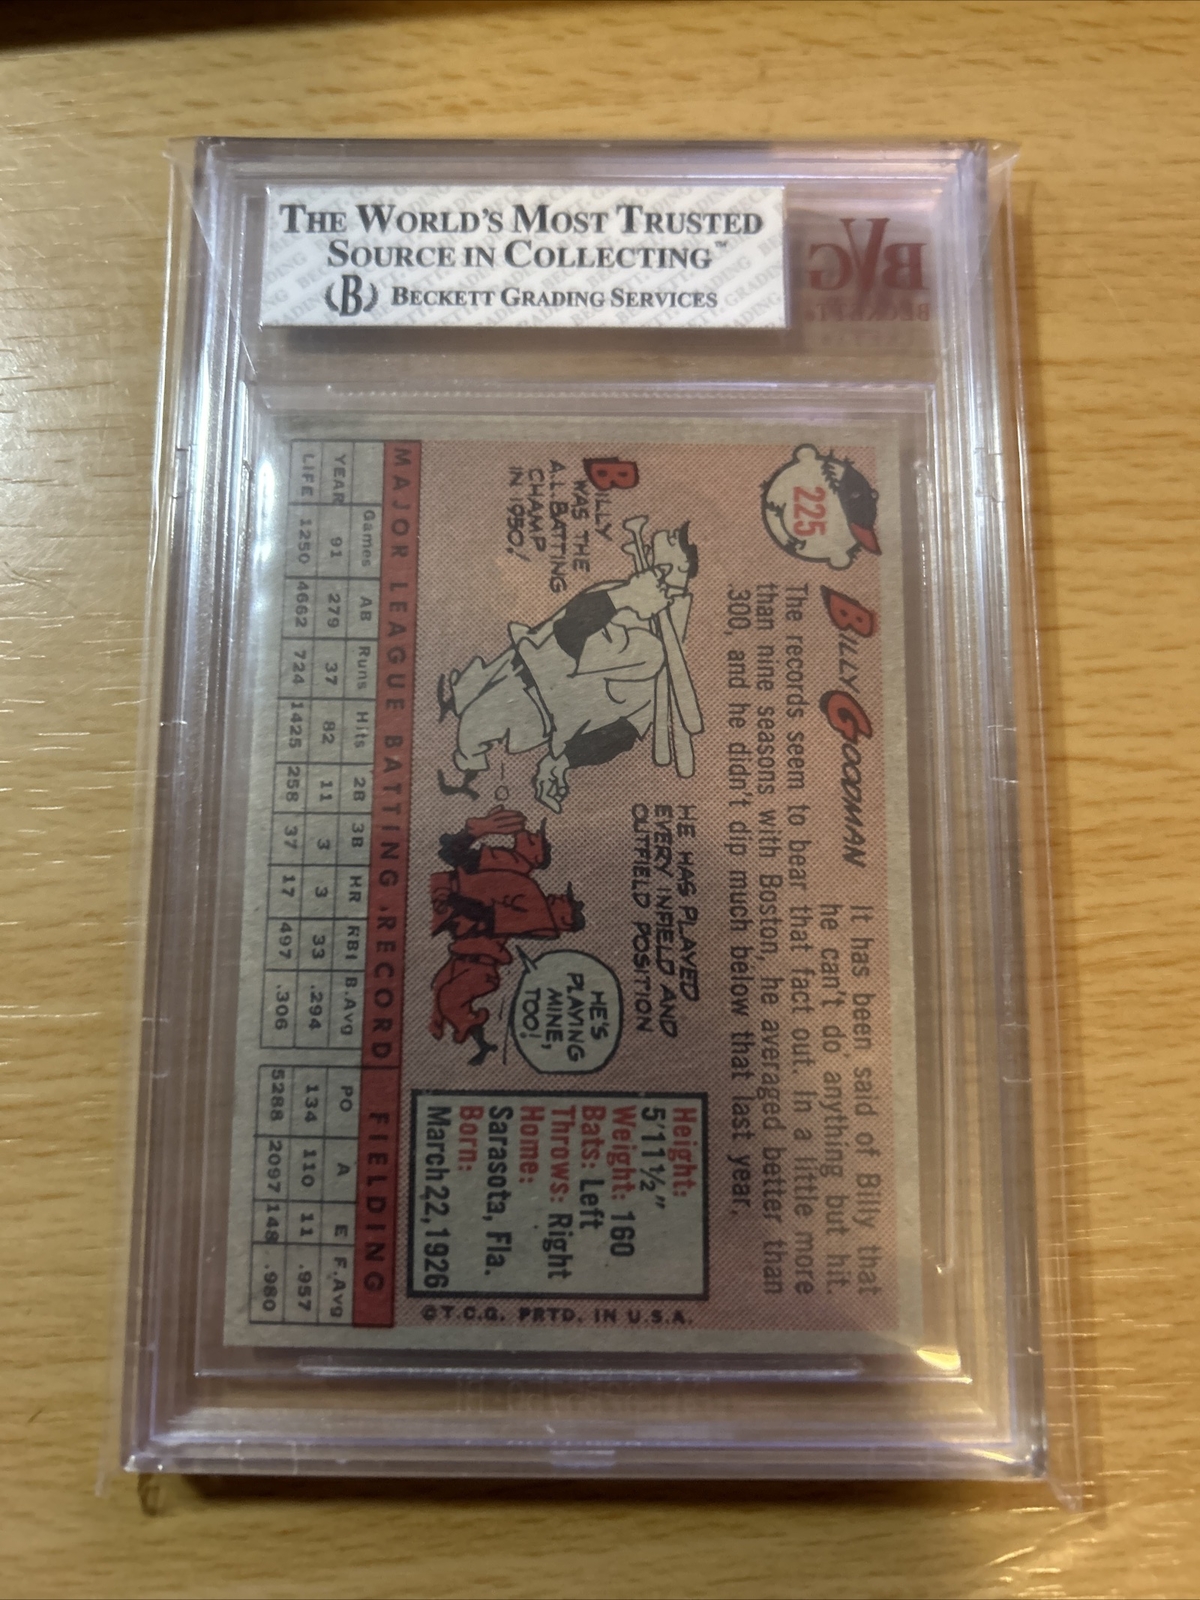 THE WORLD'S MOST TRUSTED
SOURCE IN COLLECTING™
(B) BECKETT GRADING SERVICES
BVG
BECKETT
225
BILLY GOODMAN
It has been said of Billy that
he can't do anything but hit.
The records seem to bear that fact out. In a little more
than nine seasons with Boston, he averaged better than
300, and he didn't dip much below that last year.
BILLY
WAS THE
A.L. BATTING
CHAMP
IN 1950!
HE HAS PLAYED
EVERY INFIELD AND
OUTFIELD POSITION
HE'S
PLAYING
MINE,
TOO!
Height:
5'11½"
Weight: 160
Bats: Left
Throws: Right
Home:
Sarasota, Fla.
Born:
March 22, 1926
©T.C.G. PRTD. IN U.S.A.
MAJOR LEAGUE BATTING RECORD FIELDING
Games AB Runs Hits 2B 3B HR RBI B.Avg PO A E F.Avg
YEAR 91 279 37 82 11 3 3 33 .294 134 110 11 .957
LIFE 1250 4662 724 1425 258 37 17 497 .306 5288 2097 148 .980